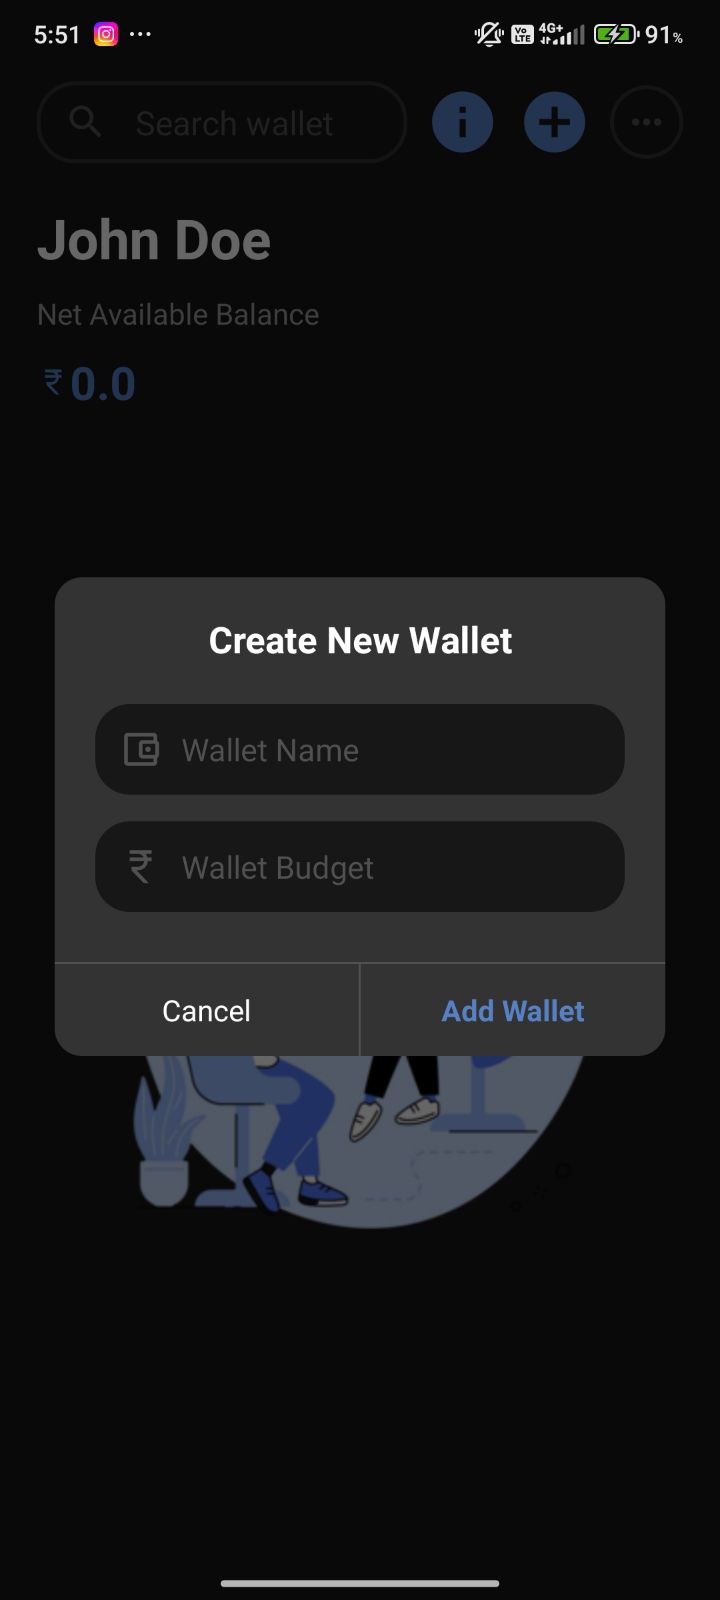 5:51 ... Vo LTE 4G+ 91%
Search wallet
John Doe
Net Available Balance
₹ 0.0
Create New Wallet
Wallet Name
₹ Wallet Budget
Cancel Add Wallet